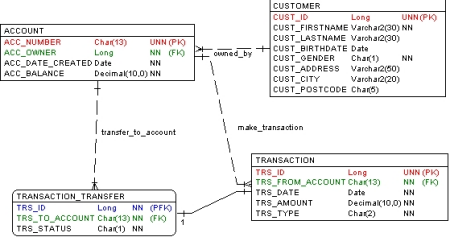 CUSTOMER
CUST_ID Long UNN (PK)
CUST_FIRSTNAME Varchar2(30) NN
CUST_LASTNAME Varchar2(30) NN
CUST_BIRTHDATE Date
CUST_GENDER Char(1) NN
CUST_ADDRESS Varchar2(50)
CUST_CITY Varchar2(20)
CUST_POSTCODE Char(5)
ACCOUNT
ACC_NUMBER Char(13) UNN (PK)
ACC_OWNER Long NN (FK)
ACC_DATE_CREATED Date NN
ACC_BALANCE Decimal(10,0) NN
owned_by
transfer_to_account
make_transaction
TRANSACTION
TRS_ID Long UNN (PK)
TRS_FROM_ACCOUNT Char(13) NN (FK)
TRS_DATE Date NN
TRS_AMOUNT Decimal(10,0) NN
TRS_TYPE Char(2) NN
TRANSACTION_TRANSFER
TRS_ID Long NN (PFK)
TRS_TO_ACCOUNT Char(13) NN (FK)
TRS_STATUS Char(1) NN
1